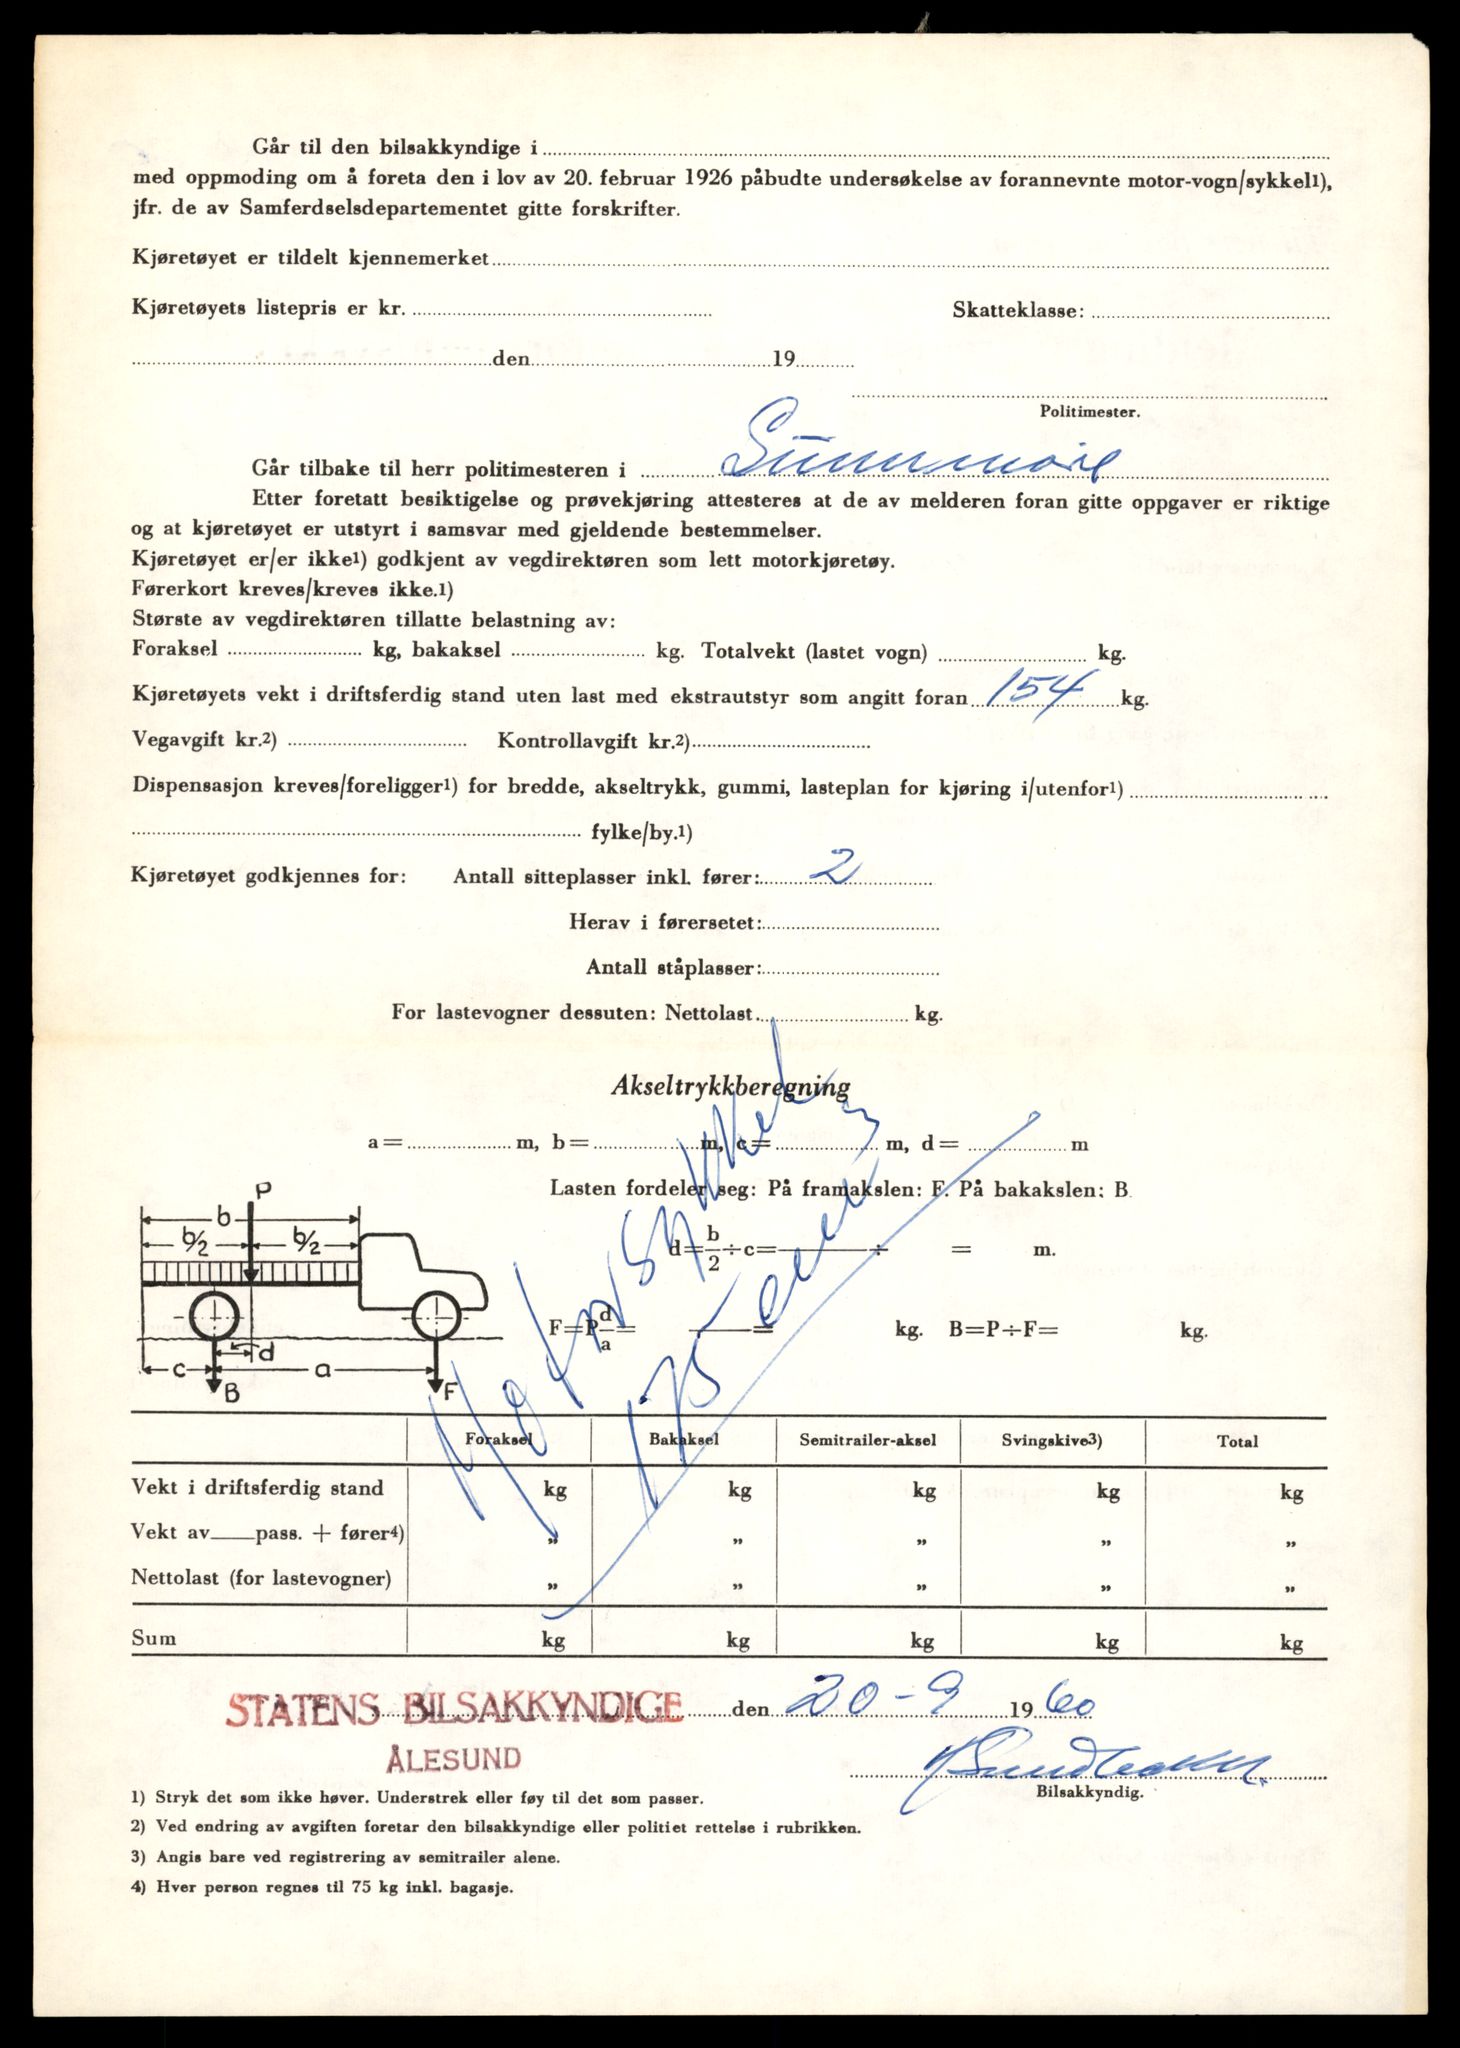 Går til den bilsakkyndige i
med oppmoding om å foreta den i lov av 20. februar 1926 påbudte undersøkelse av forannevnte motor-vogn/sykkel1),
jfr. de av Samferdselsdepartementet gitte forskrifter.
Kjøretøyet er tildelt kjennemerket
Kjøretøyets listepris er kr. Skatteklasse:
den 19
Politimester.
Går tilbake til herr politimesteren i Sunnmøre
Etter foretatt besiktigelse og prøvekjøring attesteres at de av melderen foran gitte oppgaver er riktige
og at kjøretøyet er utstyrt i samsvar med gjeldende bestemmelser.
Kjøretøyet er/er ikke1) godkjent av vegdirektøren som lett motorkjøretøy.
Førerkort kreves/kreves ikke.1)
Største av vegdirektøren tillatte belastning av:
Foraksel kg, bakaksel kg. Totalvekt (lastet vogn) kg.
Kjøretøyets vekt i driftsferdig stand uten last med ekstrautstyr som angitt foran 154 kg.
Vegavgift kr.2) Kontrollavgift kr.2)
Dispensasjon kreves/foreligger1) for bredde, akseltrykk, gummi, lasteplan for kjøring i/utenfor1)
fylke/by.1)
Kjøretøyet godkjennes for: Antall sitteplasser inkl. fører: 2
Herav i førersetet:
Antall ståplasser:
For lastevogner dessuten: Nettolast kg.
Akseltrykkberegning
a= m, b= m, c= m, d= m
Lasten fordeler seg: På framakslen: F. På bakakslen: B.
d=b/2÷c= ÷ = m.
F=P d/a= = kg. B=P÷F= kg.
P
b
b/2 b/2
c d a
B F
Motorsykkel
175 ccm
Foraksel Bakaksel Semitrailer-aksel Svingskive3) Total
Vekt i driftsferdig stand kg kg kg kg kg
Vekt av pass. + fører4) „ „ „ „ „
Nettolast (for lastevogner) „ „ „ „ „
Sum kg kg kg kg kg
STATENS BILSAKKYNDIGE den 20-9 1960
ÅLESUND
Bilsakkyndig.
1) Stryk det som ikke høver. Understrek eller føy til det som passer.
2) Ved endring av avgiften foretar den bilsakkyndige eller politiet rettelse i rubrikken.
3) Angis bare ved registrering av semitrailer alene.
4) Hver person regnes til 75 kg inkl. bagasje.